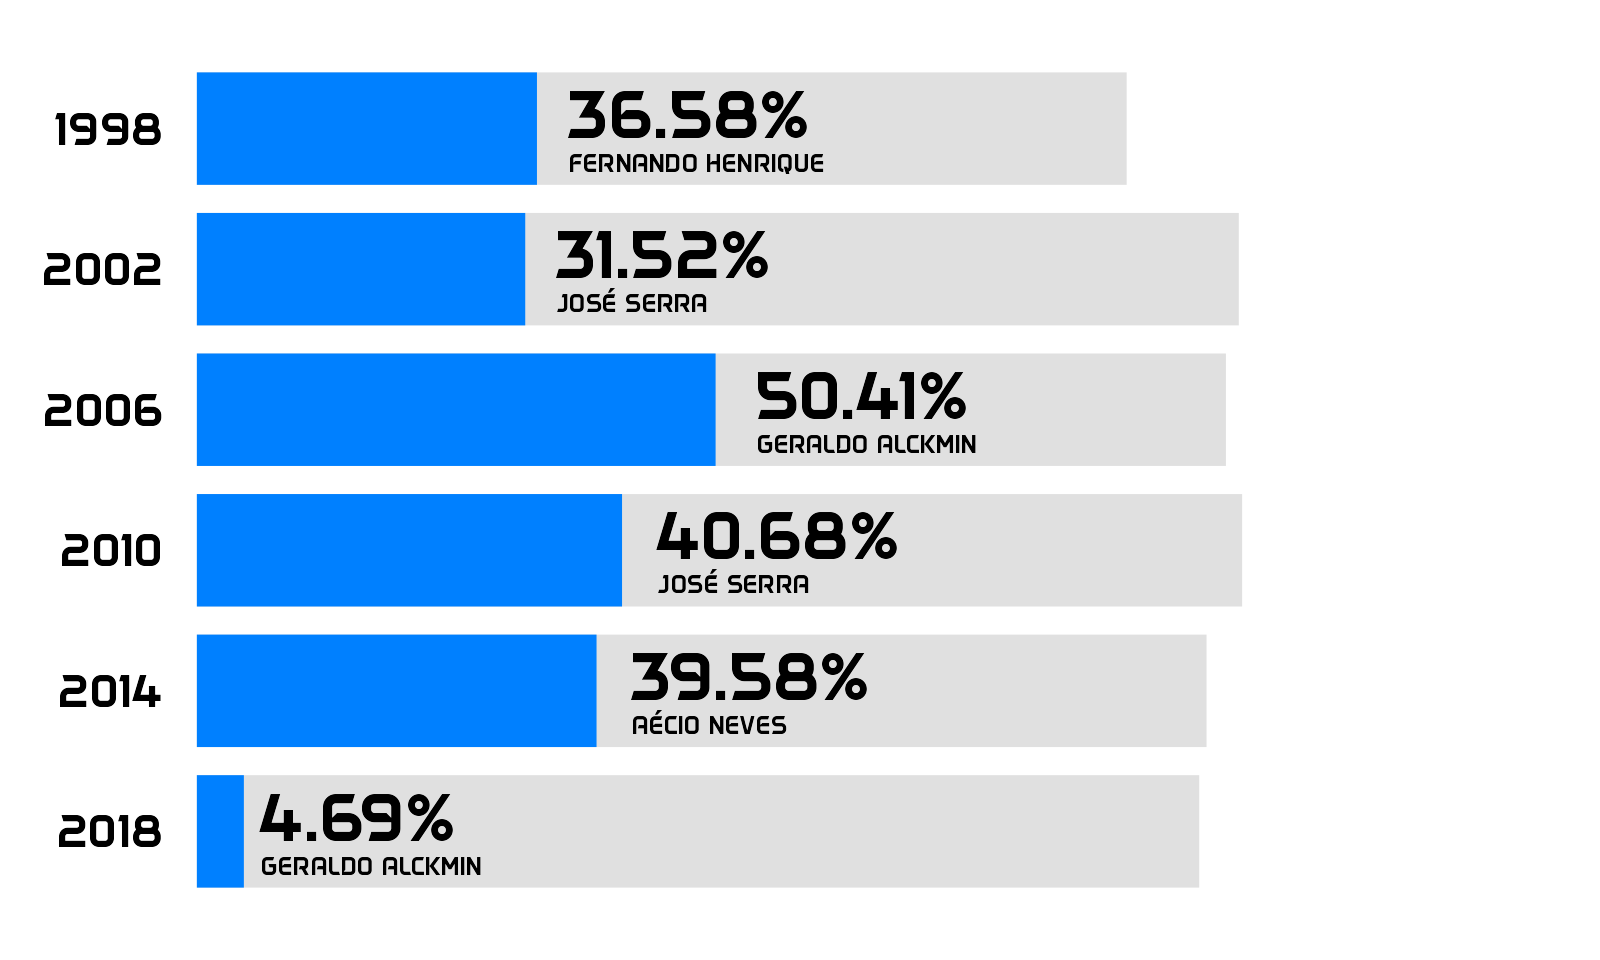 1998
36.58%
FERNANDO HENRIQUE
2002
31.52%
JOSÉ SERRA
2006
50.41%
GERALDO ALCKMIN
2010
40.68%
JOSÉ SERRA
2014
39.58%
AÉCIO NEVES
2018
4.69%
GERALDO ALCKMIN